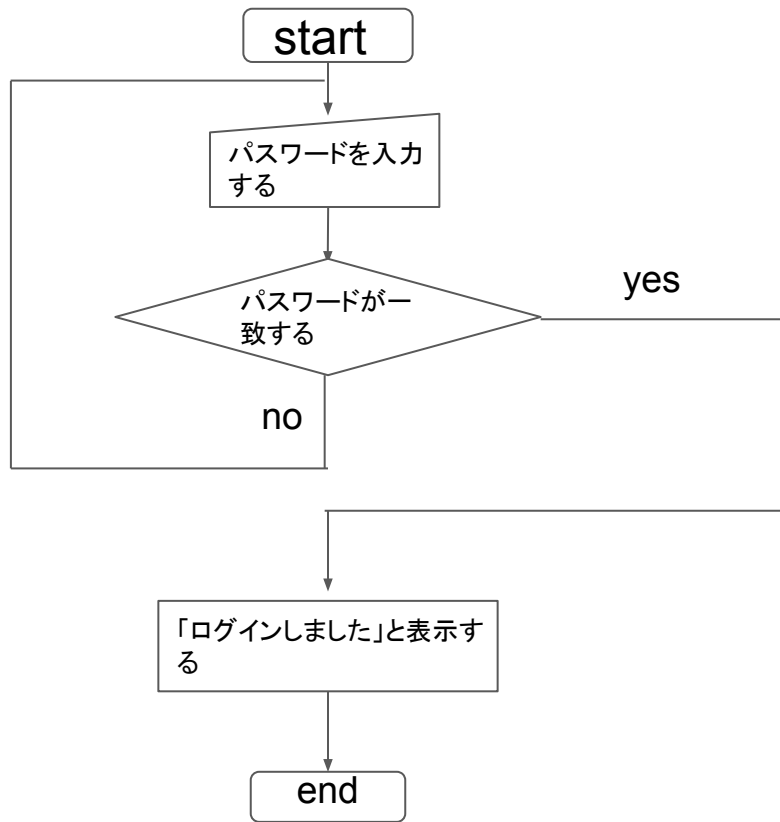 start
パスワードを入力
する
パスワードが一
致する
yes
no
「ログインしました」と表示す
る
end